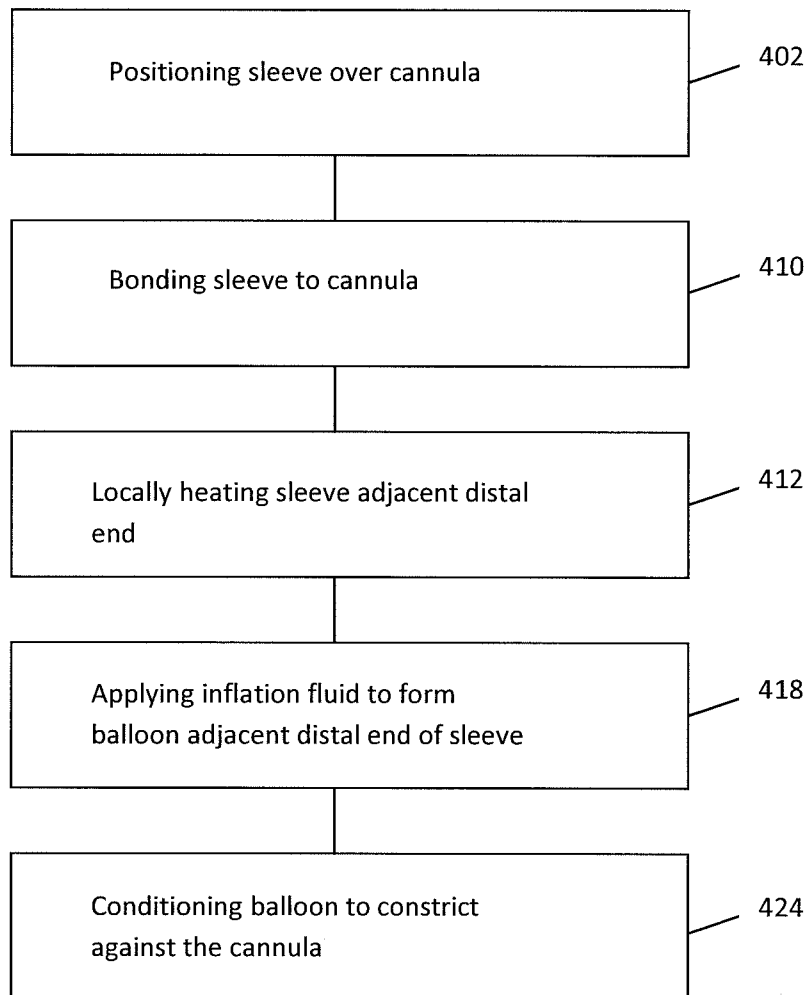 Positioning sleeve over cannula
402
Bonding sleeve to cannula
410
Locally heating sleeve adjacent distal
end
412
Applying inflation fluid to form
balloon adjacent distal end of sleeve
418
Conditioning balloon to constrict
against the cannula
424